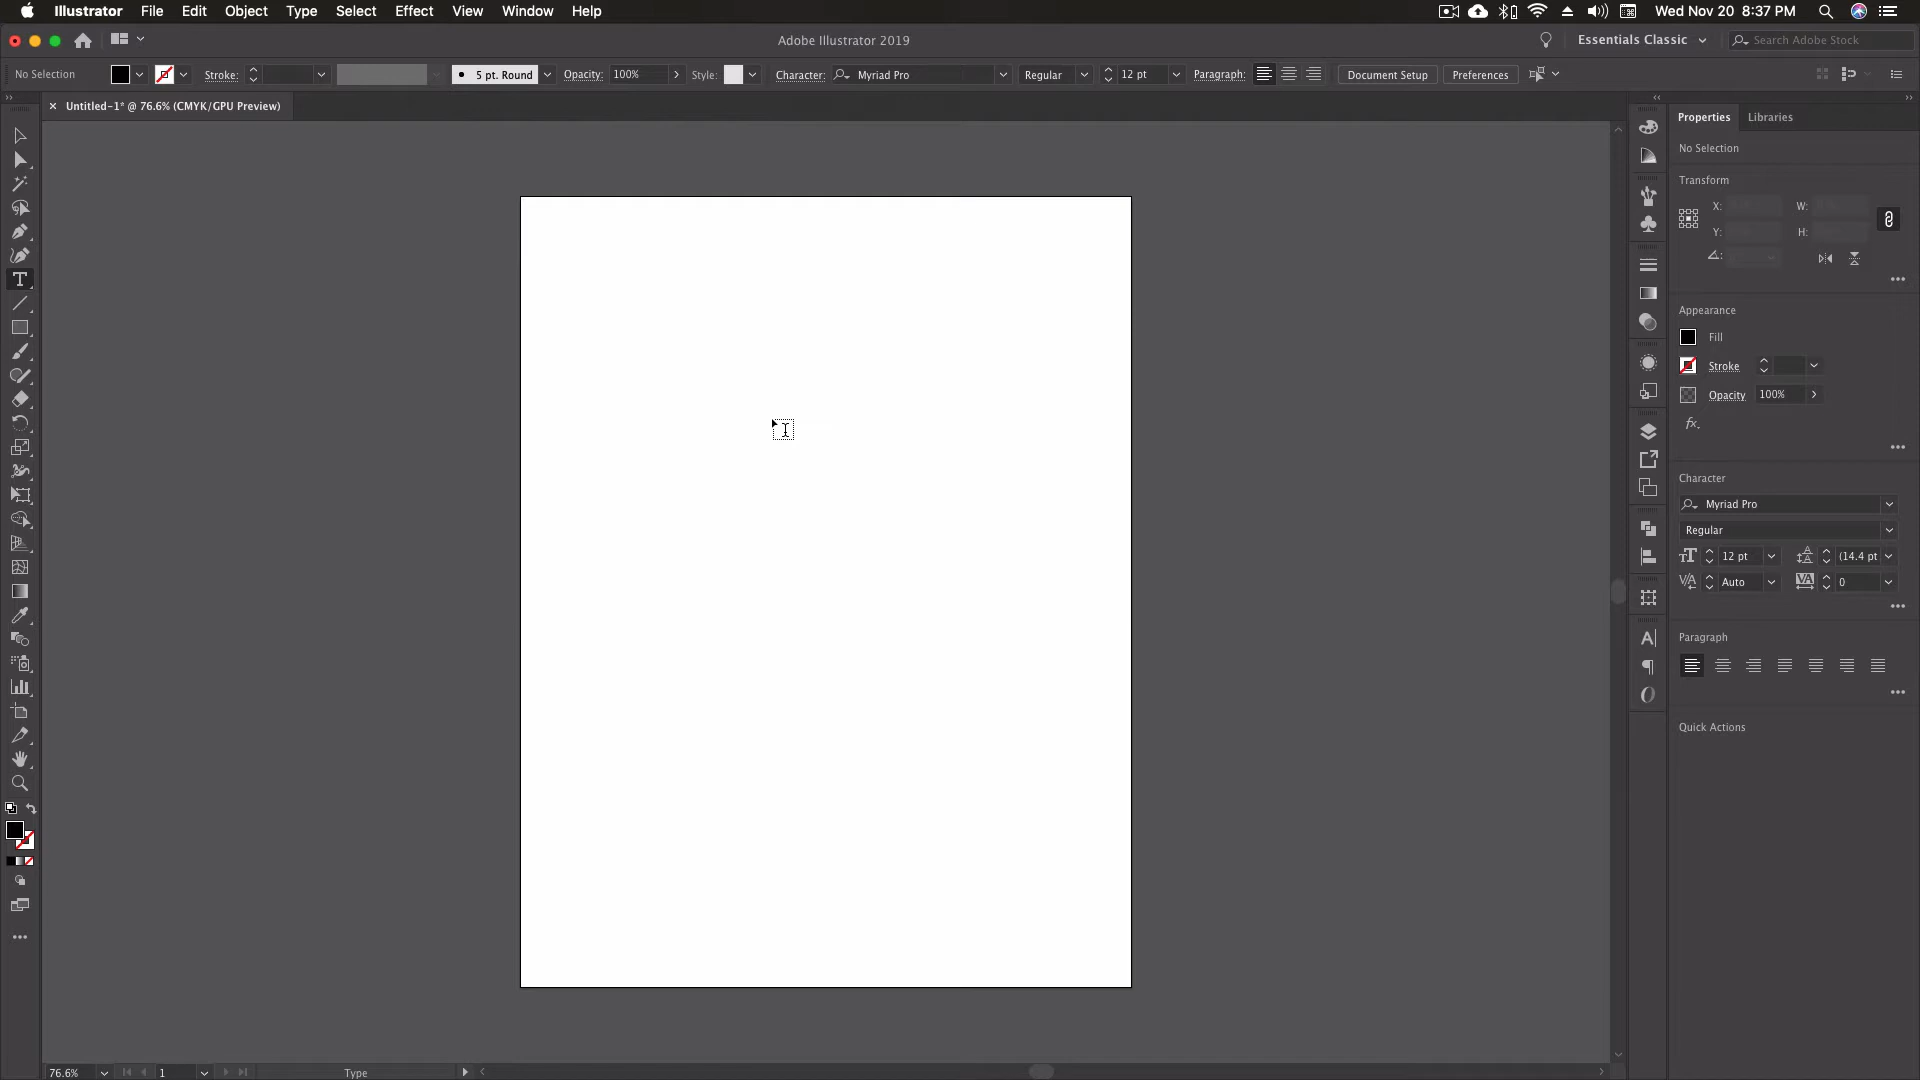 Illustrator File Edit Object Type Select Effect View Window Help Wed Nov 20 8:37 PM
Adobe Illustrator 2019 Essentials Classic Search Adobe Stock
No Selection Stroke: 5 pt. Round Opacity: 100% Style: Character: Myriad Pro Regular 12 pt Paragraph: Document Setup Preferences
× Untitled-1* @ 76.6% (CMYK/GPU Preview)
Properties Libraries
No Selection
Transform
X: W:
Y: H:
Appearance
Fill
Stroke
Opacity 100%
fx.
Character
Myriad Pro
Regular
12 pt (14.4 pt
Auto 0
Paragraph
Quick Actions
76.6% 1 Type